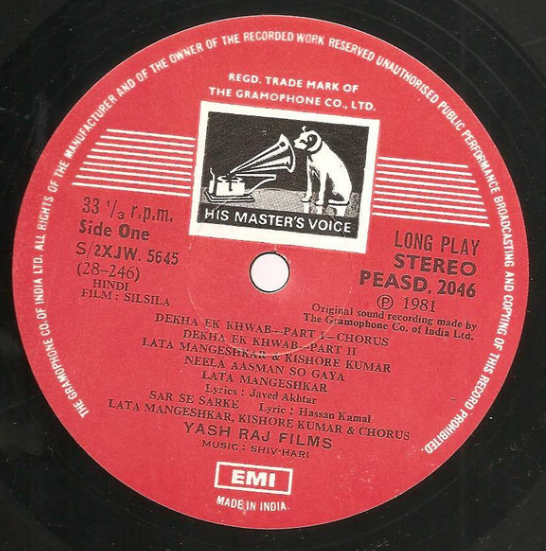 THE GRAMOPHONE CO. OF INDIA LTD. ALL RIGHTS OF THE MANUFACTURER AND OF THE OWNER OF THE RECORDED WORK RESERVED UNAUTHORISED PUBLIC PERFORMANCE BROADCASTING AND COPYING OF THIS RECORD PROHIBITED
REGD. TRADE MARK OF
THE GRAMOPHONE CO., LTD.
HIS MASTER'S VOICE
33 1/3 r.p.m.
Side One
S/2XJW. 5645
(28-246)
HINDI
FILM : SILSILA
LONG PLAY
STEREO
PEASD. 2046
Ⓟ 1981
Original sound recording made by
The Gramophone Co. of India Ltd.
DEKHA EK KHWAB—PART I—CHORUS
DEKHA EK KHWAB—PART II
LATA MANGESHKAR & KISHORE KUMAR
NEELA AASMAN SO GAYA
LATA MANGESHKAR
Lyrics : Javed Akhtar
SAR SE SARKE Lyric : Hassan Kamal
LATA MANGESHKAR, KISHORE KUMAR & CHORUS
YASH RAJ FILMS
MUSIC : SHIV-HARI
EMI
MADE IN INDIA